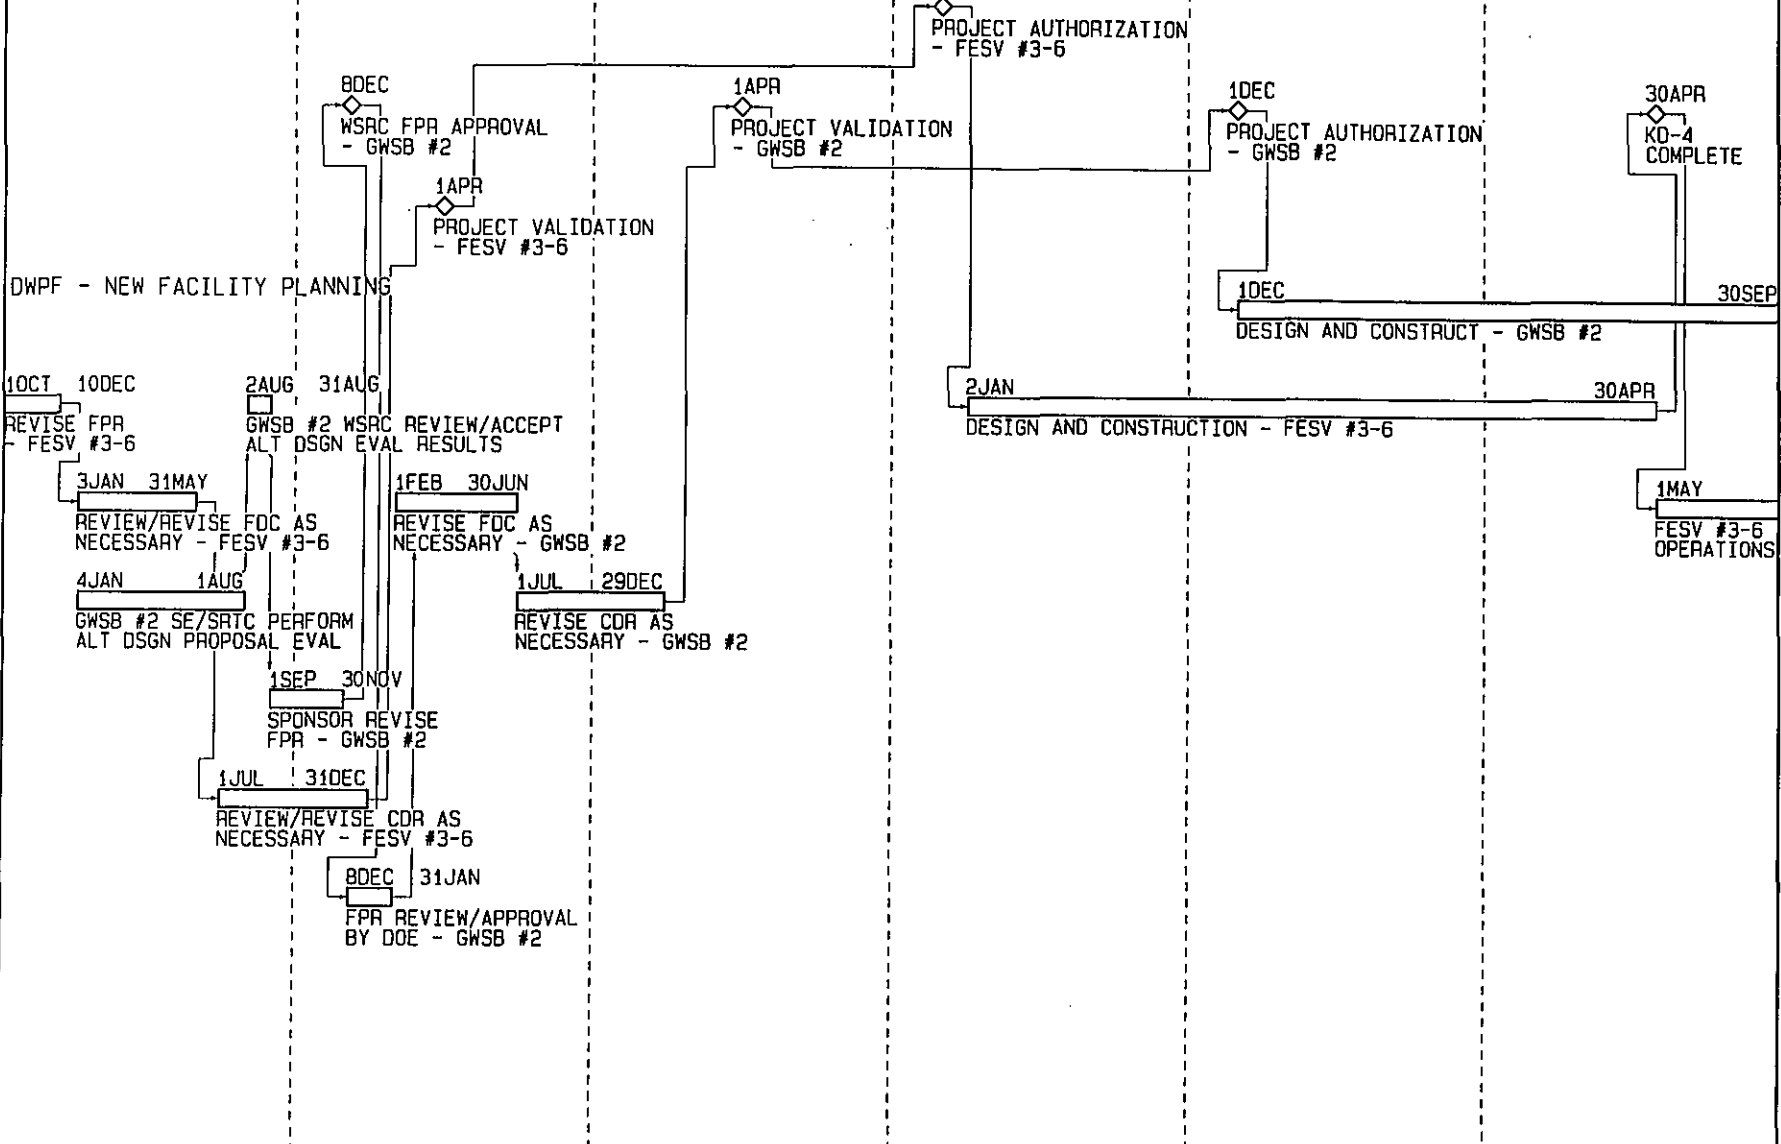 PROJECT AUTHORIZATION
- FESV #3-6
8DEC
WSRC FPR APPROVAL
- GWSB #2
1APR
PROJECT VALIDATION
- GWSB #2
1DEC
PROJECT AUTHORIZATION
- GWSB #2
30APR
KD-4
COMPLETE
1APR
PROJECT VALIDATION
- FESV #3-6
DWPF - NEW FACILITY PLANNING
1DEC 30SEP
DESIGN AND CONSTRUCT - GWSB #2
1OCT 10DEC
REVISE FPR
- FESV #3-6
2AUG 31AUG
GWSB #2 WSRC REVIEW/ACCEPT
ALT DSGN EVAL RESULTS
2JAN 30APR
DESIGN AND CONSTRUCTION - FESV #3-6
3JAN 31MAY
REVIEW/REVISE FDC AS
NECESSARY - FESV #3-6
1FEB 30JUN
REVISE FDC AS
NECESSARY - GWSB #2
1MAY
FESV #3-6
OPERATIONS
4JAN 1AUG
GWSB #2 SE/SRTC PERFORM
ALT DSGN PROPOSAL EVAL
1JUL 29DEC
REVISE CDR AS
NECESSARY - GWSB #2
1SEP 30NOV
SPONSOR REVISE
FPR - GWSB #2
1JUL 31DEC
REVIEW/REVISE CDR AS
NECESSARY - FESV #3-6
8DEC 31JAN
FPR REVIEW/APPROVAL
BY DOE - GWSB #2